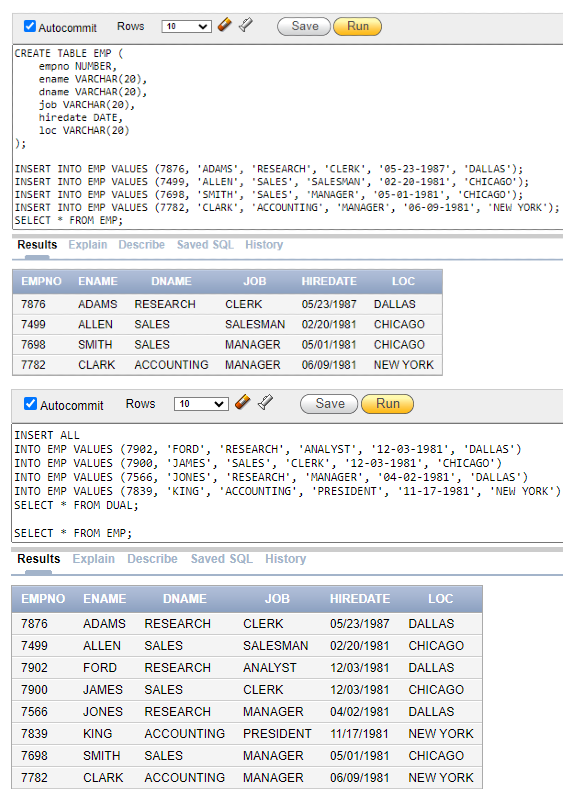 Autocommit Rows 10 Save Run
CREATE TABLE EMP (
    empno NUMBER,
    ename VARCHAR(20),
    dname VARCHAR(20),
    job VARCHAR(20),
    hiredate DATE,
    loc VARCHAR(20)
);
INSERT INTO EMP VALUES (7876, 'ADAMS', 'RESEARCH', 'CLERK', '05-23-1987', 'DALLAS');
INSERT INTO EMP VALUES (7499, 'ALLEN', 'SALES', 'SALESMAN', '02-20-1981', 'CHICAGO');
INSERT INTO EMP VALUES (7698, 'SMITH', 'SALES', 'MANAGER', '05-01-1981', 'CHICAGO');
INSERT INTO EMP VALUES (7782, 'CLARK', 'ACCOUNTING', 'MANAGER', '06-09-1981', 'NEW YORK');
SELECT * FROM EMP;
Results Explain Describe Saved SQL History
EMPNO ENAME DNAME JOB HIREDATE LOC
7876 ADAMS RESEARCH CLERK 05/23/1987 DALLAS
7499 ALLEN SALES SALESMAN 02/20/1981 CHICAGO
7698 SMITH SALES MANAGER 05/01/1981 CHICAGO
7782 CLARK ACCOUNTING MANAGER 06/09/1981 NEW YORK
Autocommit Rows 10 Save Run
INSERT ALL
INTO EMP VALUES (7902, 'FORD', 'RESEARCH', 'ANALYST', '12-03-1981', 'DALLAS')
INTO EMP VALUES (7900, 'JAMES', 'SALES', 'CLERK', '12-03-1981', 'CHICAGO')
INTO EMP VALUES (7566, 'JONES', 'RESEARCH', 'MANAGER', '04-02-1981', 'DALLAS')
INTO EMP VALUES (7839, 'KING', 'ACCOUNTING', 'PRESIDENT', '11-17-1981', 'NEW YORK')
SELECT * FROM DUAL;
SELECT * FROM EMP;
Results Explain Describe Saved SQL History
EMPNO ENAME DNAME JOB HIREDATE LOC
7876 ADAMS RESEARCH CLERK 05/23/1987 DALLAS
7499 ALLEN SALES SALESMAN 02/20/1981 CHICAGO
7902 FORD RESEARCH ANALYST 12/03/1981 DALLAS
7900 JAMES SALES CLERK 12/03/1981 CHICAGO
7566 JONES RESEARCH MANAGER 04/02/1981 DALLAS
7839 KING ACCOUNTING PRESIDENT 11/17/1981 NEW YORK
7698 SMITH SALES MANAGER 05/01/1981 CHICAGO
7782 CLARK ACCOUNTING MANAGER 06/09/1981 NEW YORK